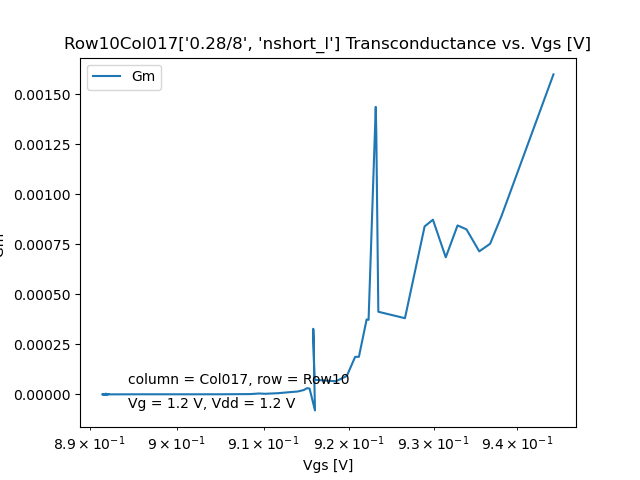 Row10Col017['0.28/8', 'nshort_l'] Transconductance vs. Vgs [V]
Gm
0.00150
0.00125
0.00100
0.00075
0.00050
0.00025
0.00000
column = Col017, row = Row10
Vg = 1.2 V, Vdd = 1.2 V
8.9 × 10⁻¹ 9 × 10⁻¹ 9.1 × 10⁻¹ 9.2 × 10⁻¹ 9.3 × 10⁻¹ 9.4 × 10⁻¹
Vgs [V]